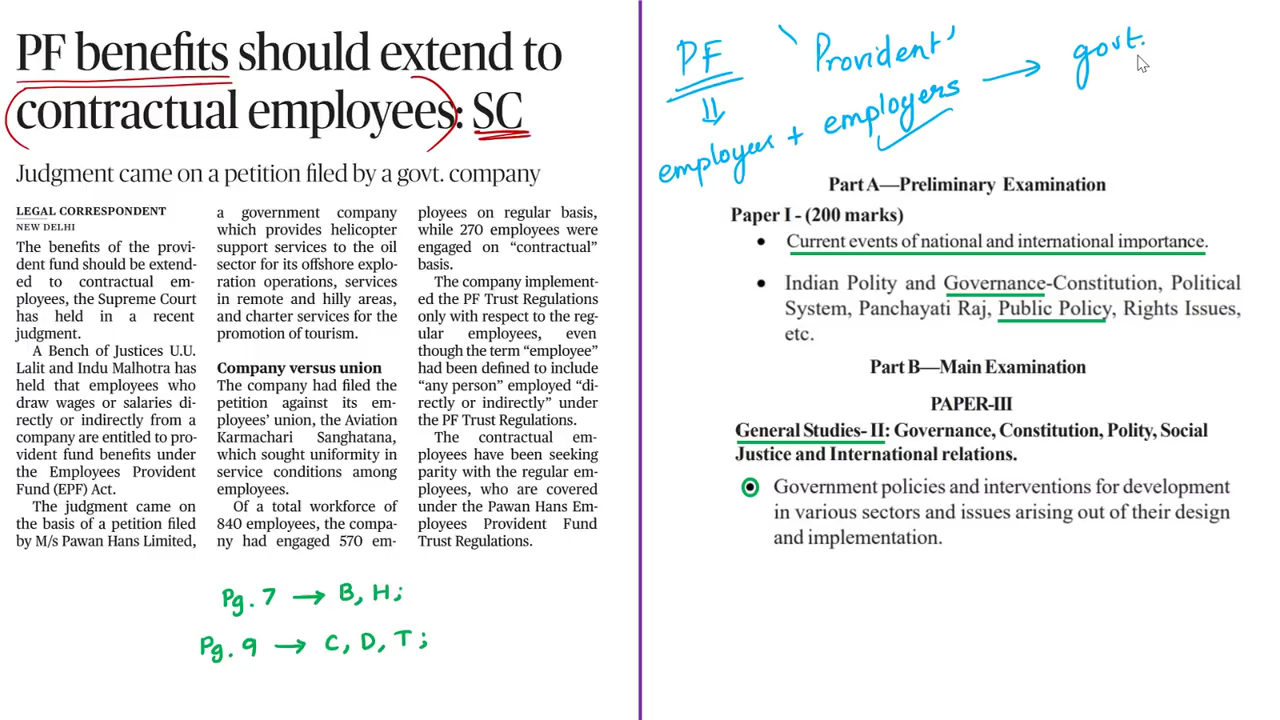 PF benefits should extend to
contractual employees: SC
Judgment came on a petition filed by a govt. company
LEGAL CORRESPONDENT
NEW DELHI
The benefits of the provi-
dent fund should be extend-
ed to contractual em-
ployees, the Supreme Court
has held in a recent
judgment.
A Bench of Justices U.U.
Lalit and Indu Malhotra has
held that employees who
draw wages or salaries di-
rectly or indirectly from a
company are entitled to pro-
vident fund benefits under
the Employees Provident
Fund (EPF) Act.
The judgment came on
the basis of a petition filed
by M/s Pawan Hans Limited,
a government company
which provides helicopter
support services to the oil
sector for its offshore explo-
ration operations, services
in remote and hilly areas,
and charter services for the
promotion of tourism.
Company versus union
The company had filed the
petition against its em-
ployees' union, the Aviation
Karmachari Sanghatana,
which sought uniformity in
service conditions among
employees.
Of a total workforce of
840 employees, the compa-
ny had engaged 570 em-
ployees on regular basis,
while 270 employees were
engaged on "contractual"
basis.
The company implement-
ed the PF Trust Regulations
only with respect to the reg-
ular employees, even
though the term "employee"
had been defined to include
"any person" employed "di-
rectly or indirectly" under
the PF Trust Regulations.
The contractual em-
ployees have been seeking
parity with the regular em-
ployees, who are covered
under the Pawan Hans Em-
ployees Provident Fund
Trust Regulations.
Pg. 7 → B, H;
Pg. 9 → C, D, T;
PF 'Provident'
employees + employers → govt.
Part A—Preliminary Examination
Paper I - (200 marks)
• Current events of national and international importance.
• Indian Polity and Governance-Constitution, Political
System, Panchayati Raj, Public Policy, Rights Issues,
etc.
Part B—Main Examination
PAPER-III
General Studies- II: Governance, Constitution, Polity, Social
Justice and International relations.
Government policies and interventions for development
in various sectors and issues arising out of their design
and implementation.